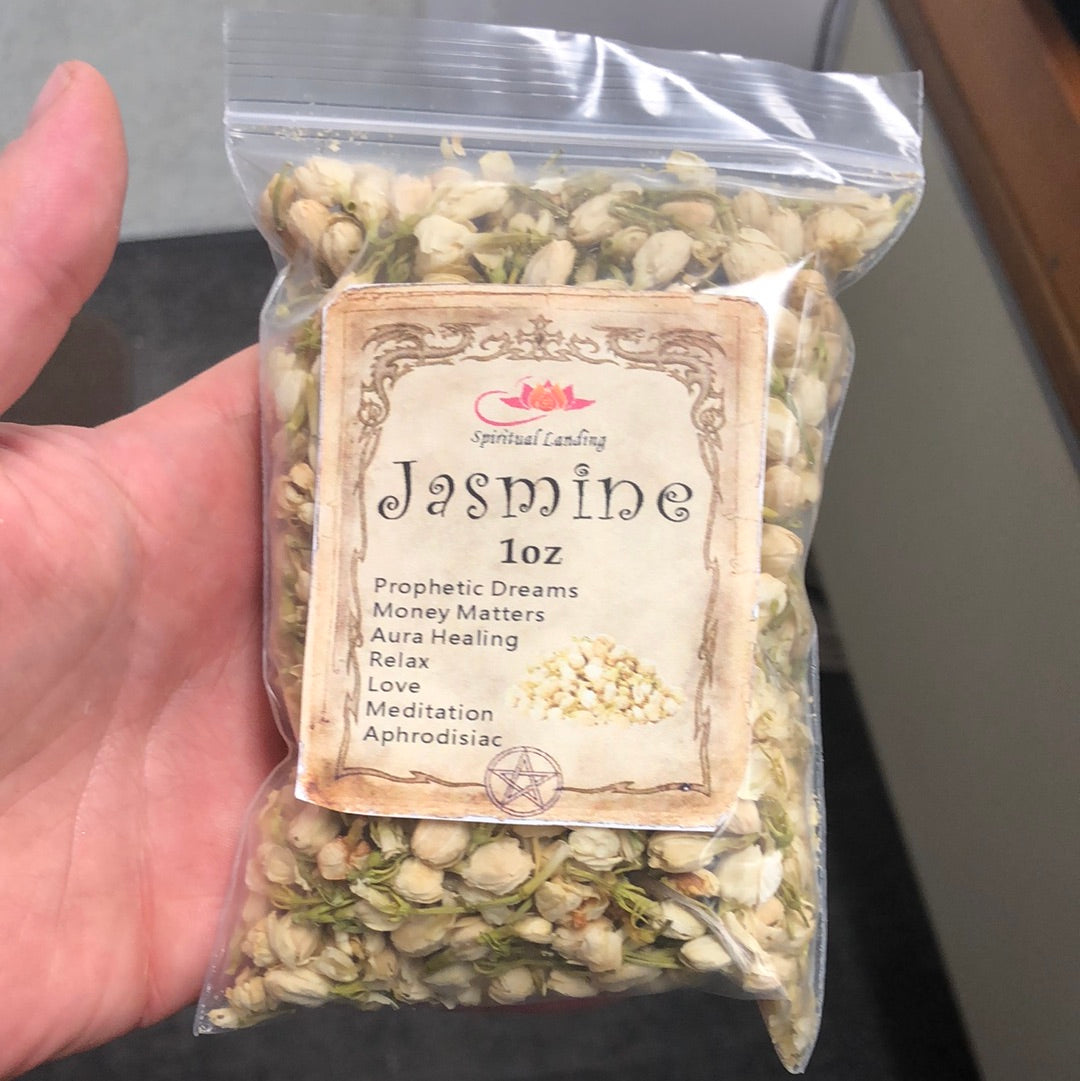 Spiritual Landing
Jasmine
1oz
Prophetic Dreams
Money Matters
Aura Healing
Relax
Love
Meditation
Aphrodisiac